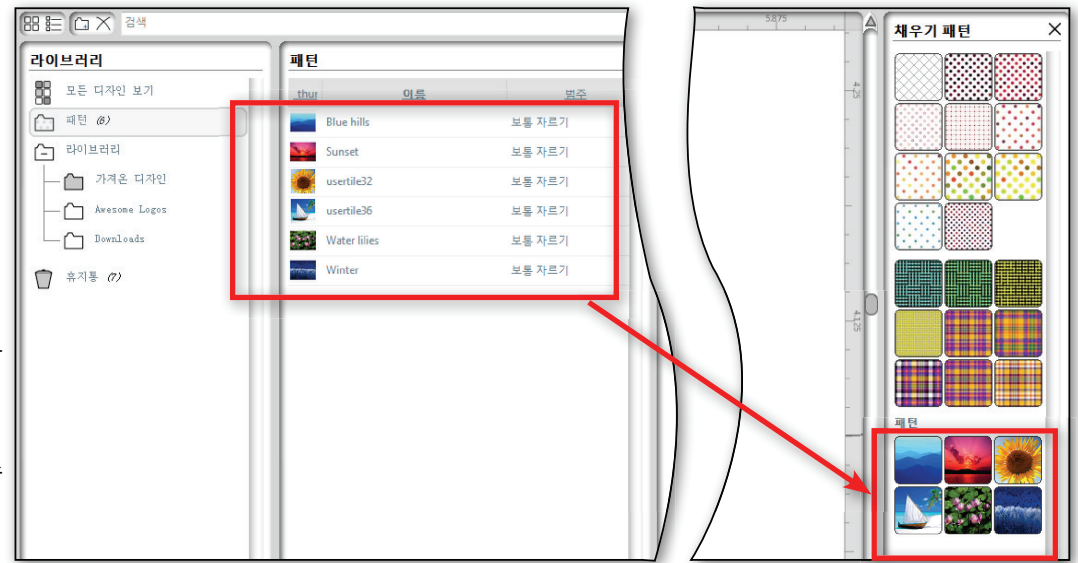 검색
라이브러리
모든 디자인 보기
패턴 (6)
라이브러리
가져온 디자인
Awesome Logos
Downloads
휴지통 (7)
패턴
thur 이름 범주
Blue hills 보통 자르기
Sunset 보통 자르기
usertile32 보통 자르기
usertile36 보통 자르기
Water lilies 보통 자르기
Winter 보통 자르기
5.875
4.25
4.125
채우기 패턴
패턴